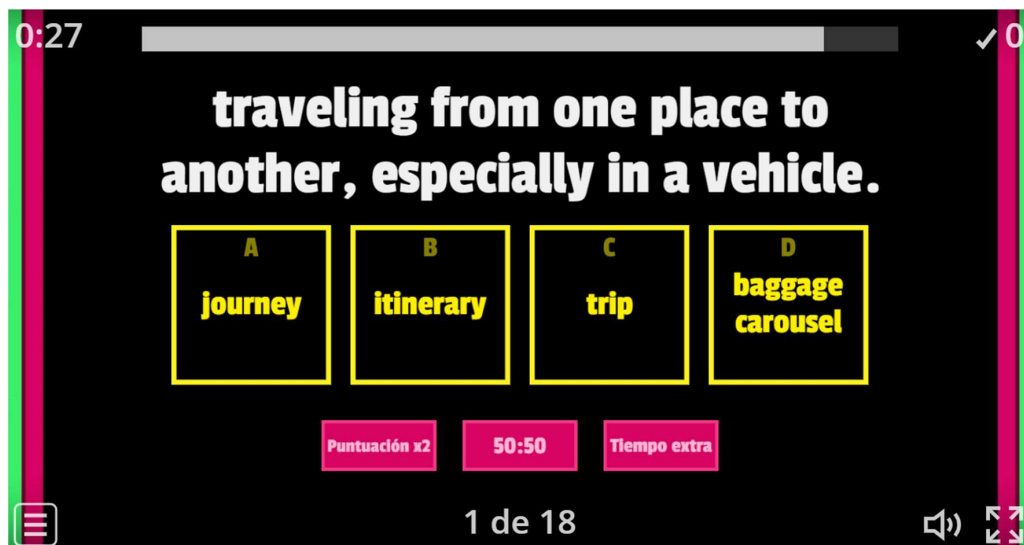 0:27
0
traveling from one place to
another, especially in a vehicle.
A
journey
B
itinerary
C
trip
D
baggage
carousel
Puntuación x2
50:50
Tiempo extra
1 de 18